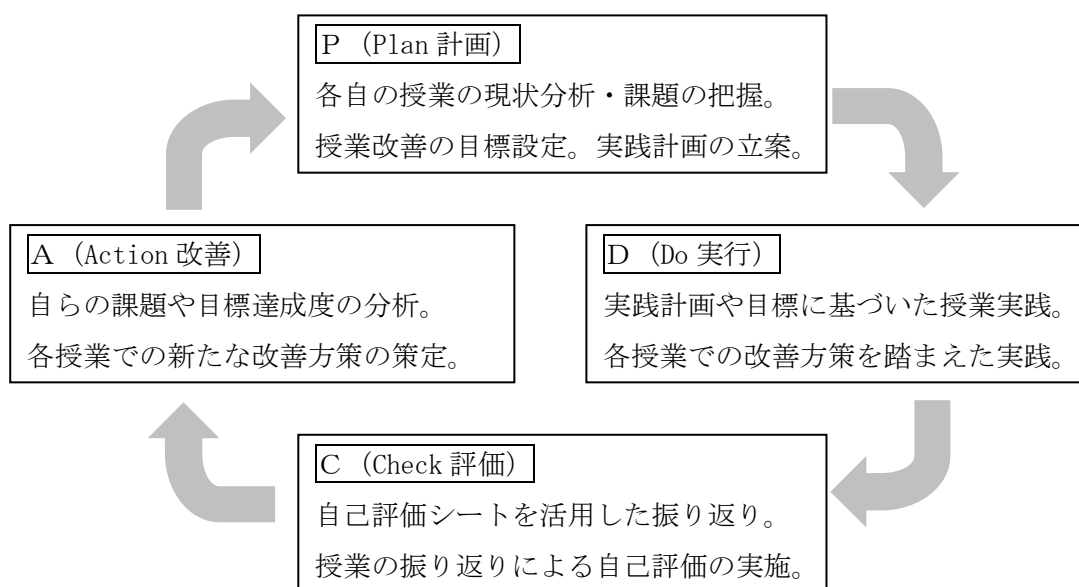 P (Plan 計画)
各自の授業の現状分析・課題の把握。
授業改善の目標設定。実践計画の立案。
A (Action 改善)
自らの課題や目標達成度の分析。
各授業での新たな改善方策の策定。
D (Do 実行)
実践計画や目標に基づいた授業実践。
各授業での改善方策を踏まえた実践。
C (Check 評価)
自己評価シートを活用した振り返り。
授業の振り返りによる自己評価の実施。